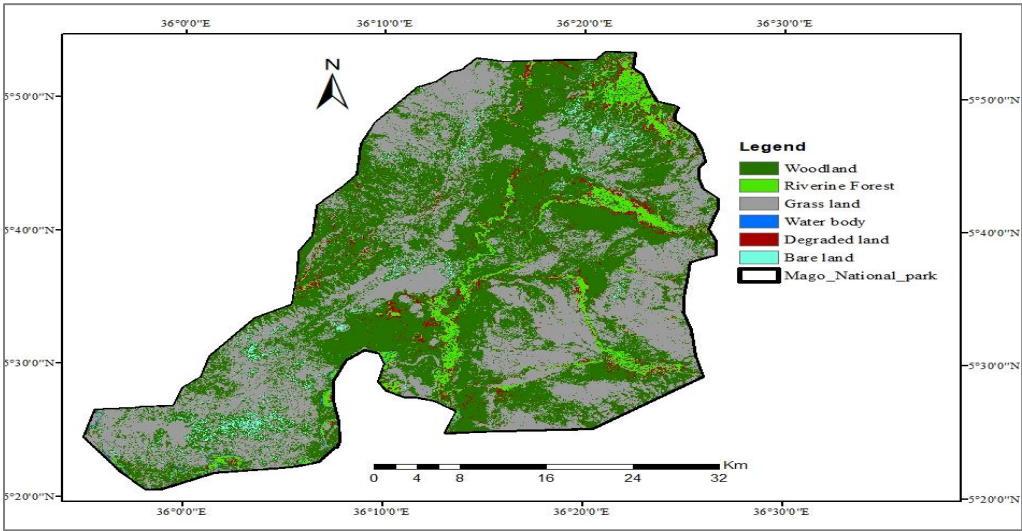 36°0'0"E 36°10'0"E 36°20'0"E 36°30'0"E
N
5°50'0"N 5°50'0"N
Legend
Woodland
Riverine Forest
Grass land
Water body
Degraded land
Bare land
Mago_National_park
5°40'0"N 5°40'0"N
5°30'0"N 5°30'0"N
Km
0 4 8 16 24 32
5°20'0"N 5°20'0"N
36°0'0"E 36°10'0"E 36°20'0"E 36°30'0"E